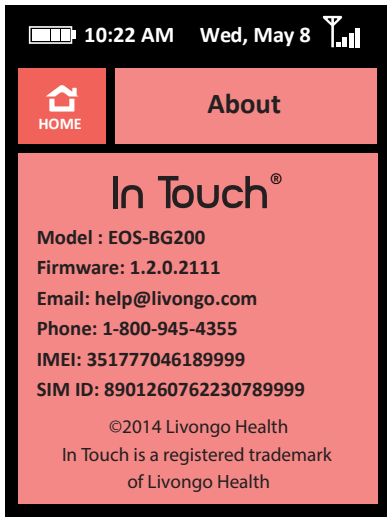 10:22 AM Wed, May 8
HOME
About
In Touch®
Model : EOS-BG200
Firmware: 1.2.0.2111
Email: help@livongo.com
Phone: 1-800-945-4355
IMEI: 351777046189999
SIM ID: 8901260762230789999
©2014 Livongo Health
In Touch is a registered trademark
of Livongo Health